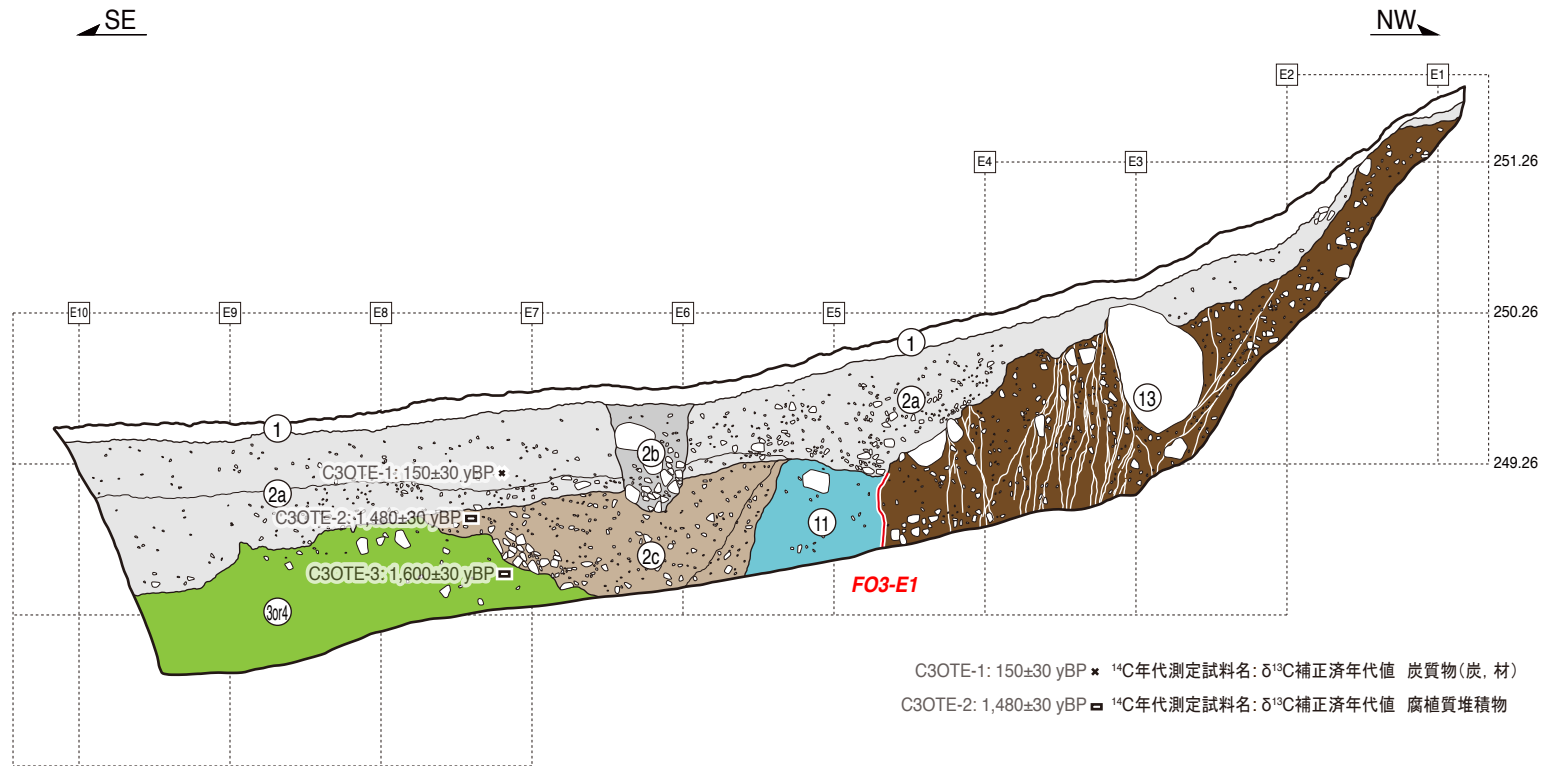 SE
NW
E2
E1
E4
E3
251.26
E10
E9
E8
E7
E6
E5
250.26
1
2a
13
1
2b
249.26
C3OTE-1: 150±30 yBP
2a
C3OTE-2: 1,480±30 yBP
11
2c
C3OTE-3: 1,600±30 yBP
FO3-E1
3or4
C3OTE-1: 150±30 yBP ¹⁴C年代測定試料名: δ¹³C補正済年代値 炭質物(炭, 材)
C3OTE-2: 1,480±30 yBP ¹⁴C年代測定試料名: δ¹³C補正済年代値 腐植質堆積物